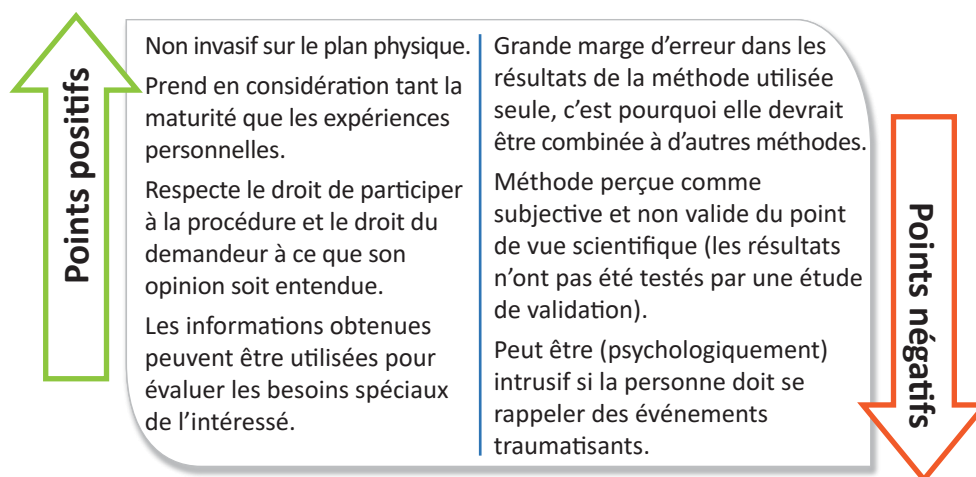 Points positifs
Non invasif sur le plan physique.
Prend en considération tant la
maturité que les expériences
personnelles.
Respecte le droit de participer
à la procédure et le droit du
demandeur à ce que son
opinion soit entendue.
Les informations obtenues
peuvent être utilisées pour
évaluer les besoins spéciaux
de l’intéressé.
Grande marge d’erreur dans les
résultats de la méthode utilisée
seule, c’est pourquoi elle devrait
être combinée à d’autres méthodes.
Méthode perçue comme
subjective et non valide du point
de vue scientifique (les résultats
n’ont pas été testés par une étude
de validation).
Peut être (psychologiquement)
intrusif si la personne doit se
rappeler des événements
traumatisants.
Points négatifs